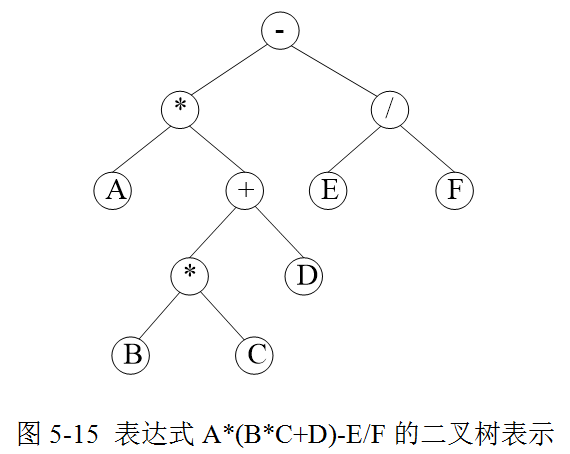 -
* /
A + E F
* D
B C
图 5-15 表达式 A*(B*C+D)-E/F 的二叉树表示